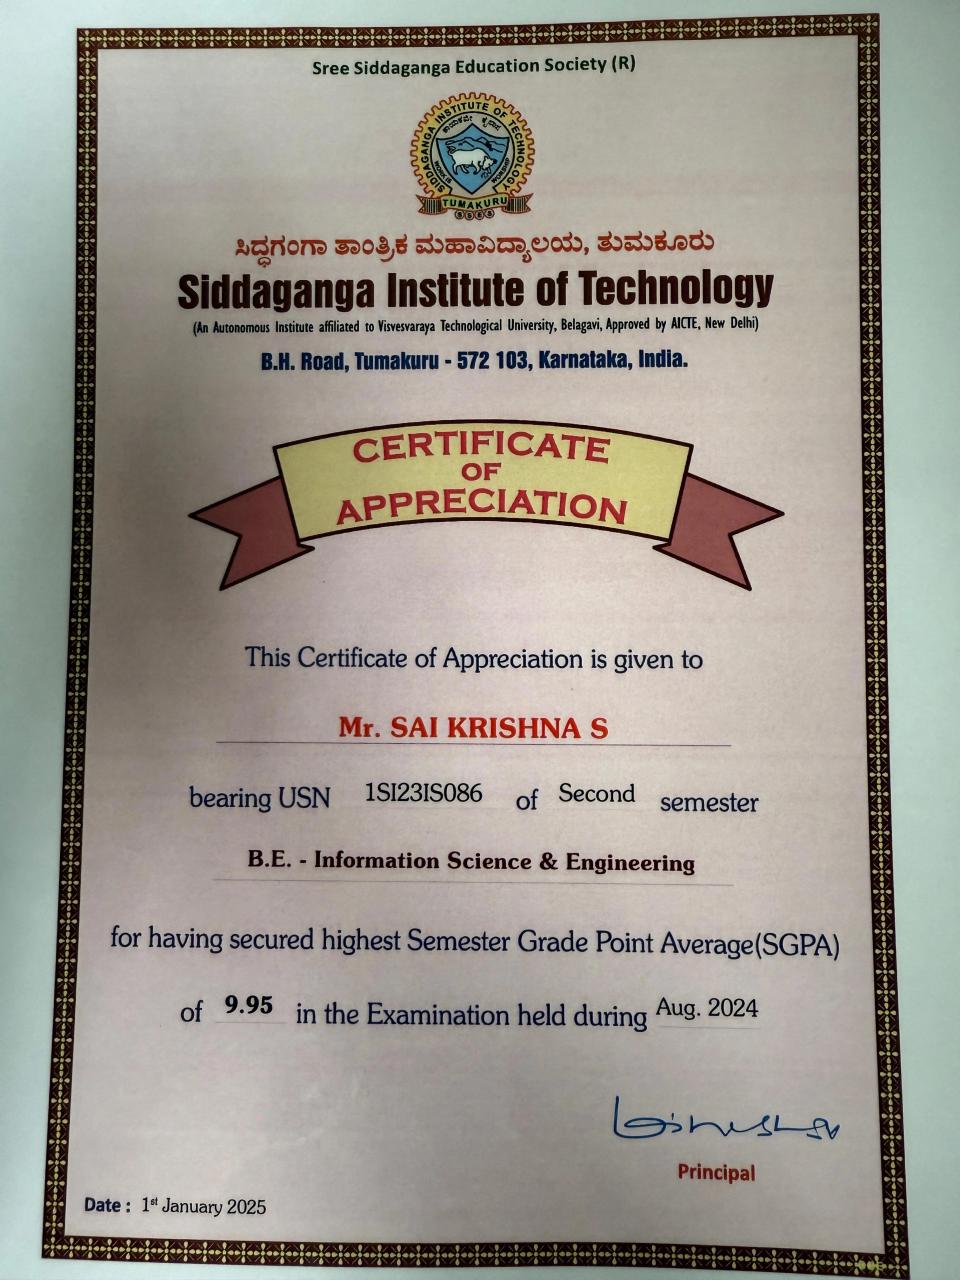 Sree Siddaganga Education Society (R)
SIDDAGANGA INSTITUTE OF TECHNOLOGY
WORK IS WORSHIP
TUMAKURU
ಸಿದ್ಧಗಂಗಾ ತಾಂತ್ರಿಕ ಮಹಾವಿದ್ಯಾಲಯ, ತುಮಕೂರು
Siddaganga Institute of Technology
(An Autonomous Institute affiliated to Visvesvaraya Technological University, Belagavi, Approved by AICTE, New Delhi)
B.H. Road, Tumakuru - 572 103, Karnataka, India.
CERTIFICATE
OF
APPRECIATION
This Certificate of Appreciation is given to
Mr. SAI KRISHNA S
bearing USN 1SI23IS086 of Second semester
B.E. - Information Science & Engineering
for having secured highest Semester Grade Point Average(SGPA)
of 9.95 in the Examination held during Aug. 2024
Principal
Date : 1st January 2025